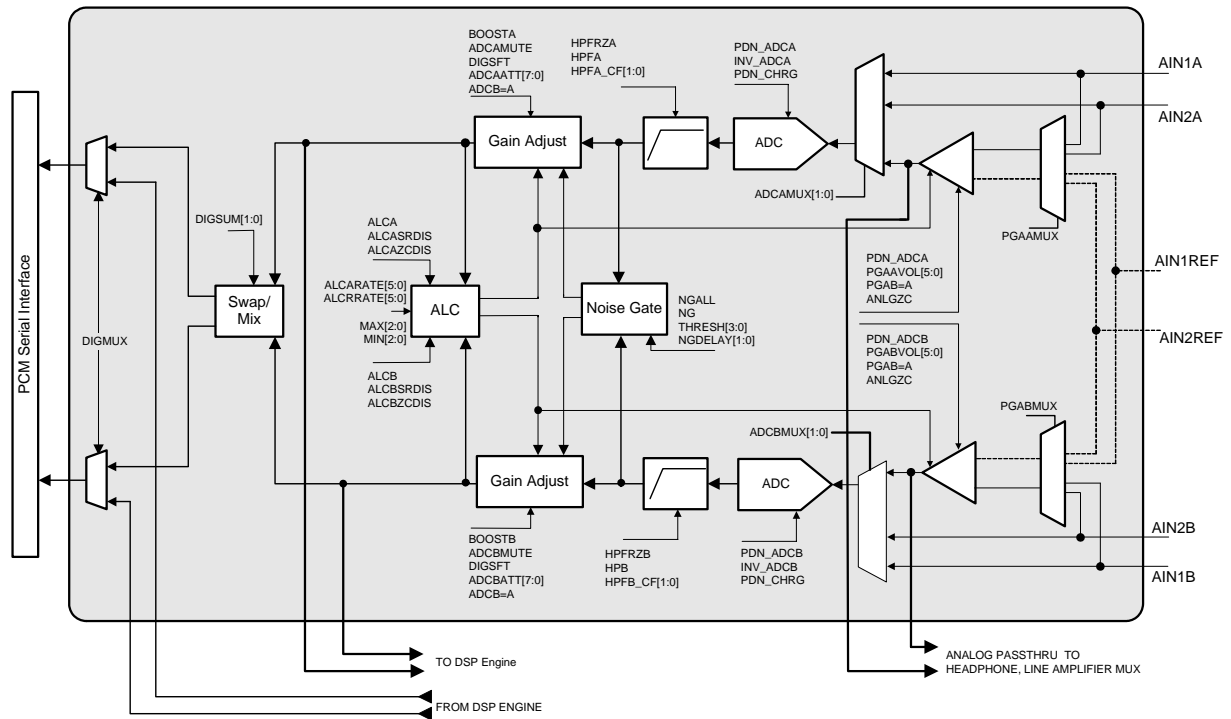 BOOSTA
ADCAMUTE
DIGSFT
ADCAATT[7:0]
ADCB=A
HPFRZA
HPFA
HPFA_CF[1:0]
PDN_ADCA
INV_ADCA
PDN_CHRG
AIN1A
AIN2A
Gain Adjust
ADC
ADCAMUX[1:0]
PGAAMUX
PCM Serial Interface
DIGMUX
DIGSUM[1:0]
Swap/
Mix
ALCA
ALCASRDIS
ALCAZCDIS
ALCARATE[5:0]
ALCRRATE[5:0]
MAX[2:0]
MIN[2:0]
ALC
ALCB
ALCBSRDIS
ALCBZCDIS
Noise Gate
NGALL
NG
THRESH[3:0]
NGDELAY[1:0]
PDN_ADCA
PGAAVOL[5:0]
PGAB=A
ANLGZC
PDN_ADCB
PGABVOL[5:0]
PGAB=A
ANLGZC
AIN1REF
AIN2REF
PGABMUX
ADCBMUX[1:0]
Gain Adjust
ADC
BOOSTB
ADCBMUTE
DIGSFT
ADCBATT[7:0]
ADCB=A
HPFRZB
HPB
HPFB_CF[1:0]
PDN_ADCB
INV_ADCB
PDN_CHRG
AIN2B
AIN1B
TO DSP Engine
FROM DSP ENGINE
ANALOG PASSTHRU TO
HEADPHONE, LINE AMPLIFIER MUX